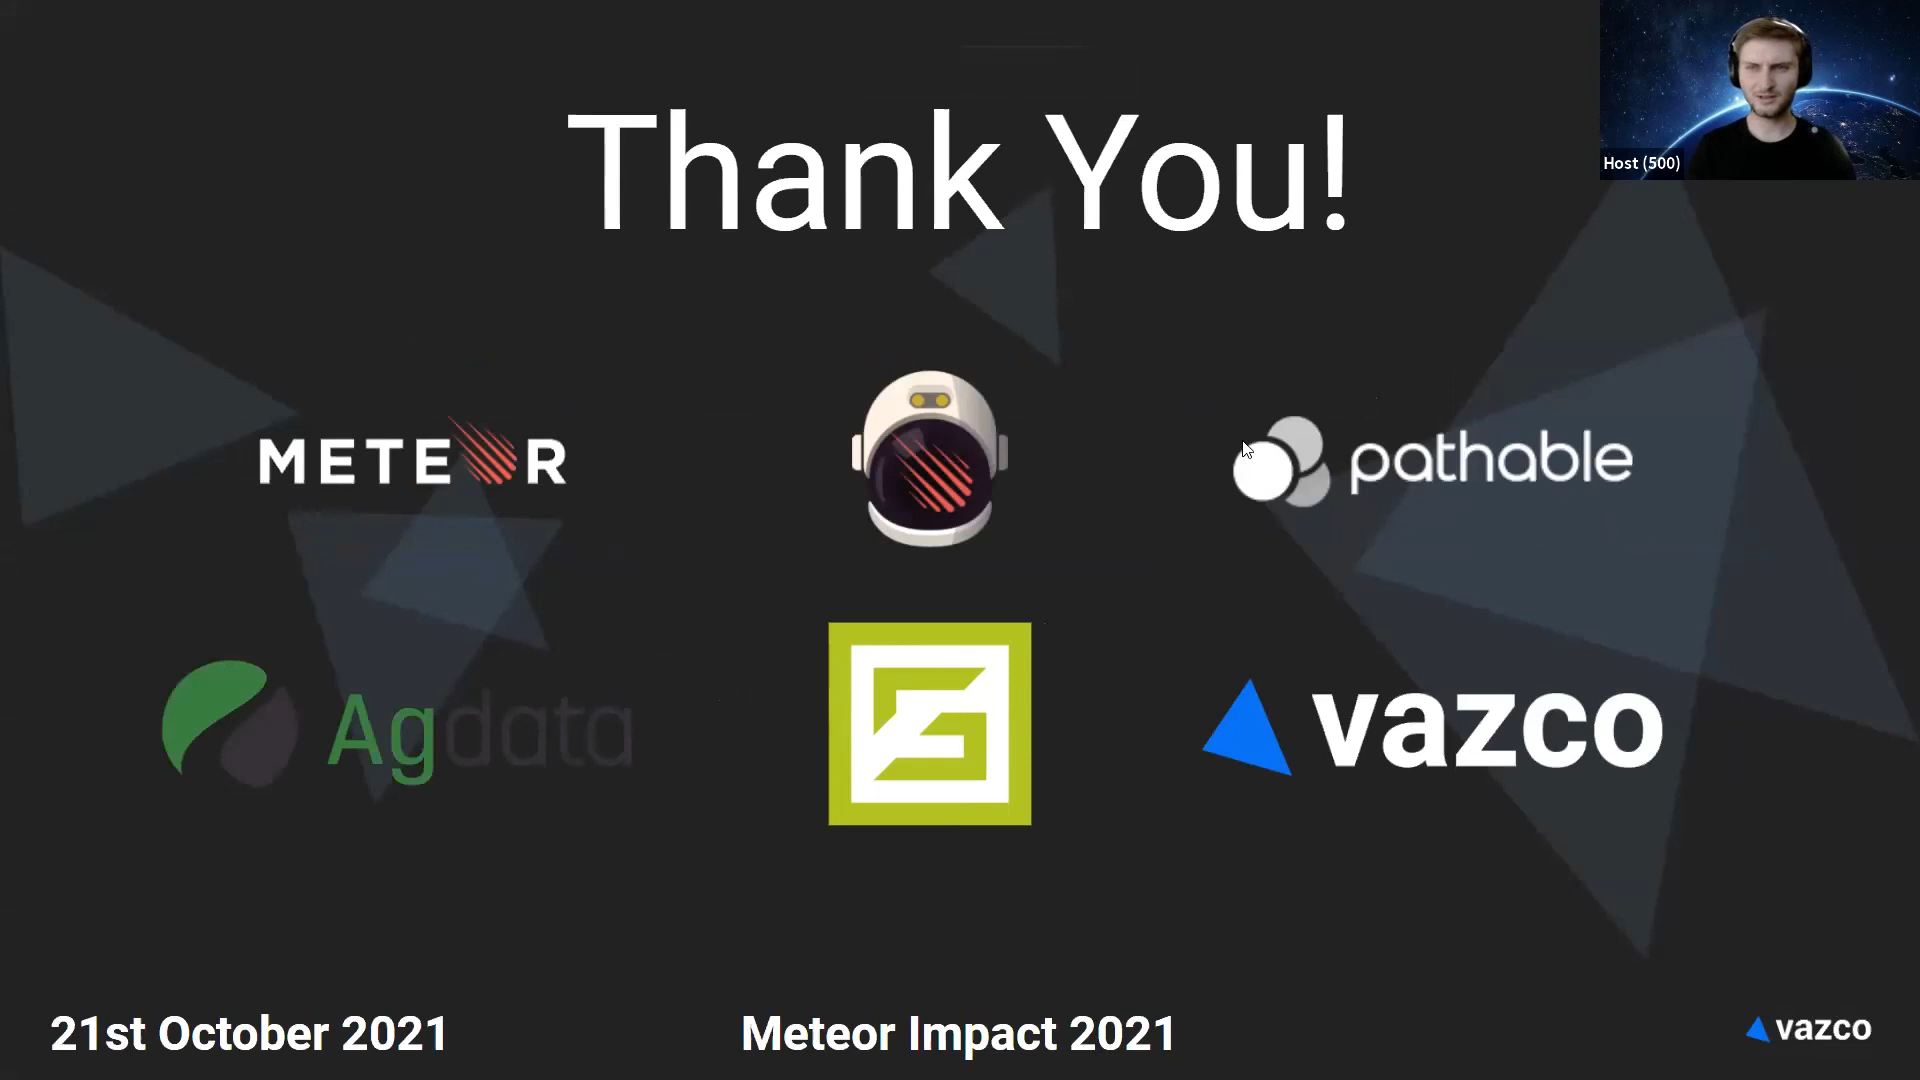 Thank You!
Host (500)
METEOR
pathable
Agdata
vazco
21st October 2021
Meteor Impact 2021
vazco